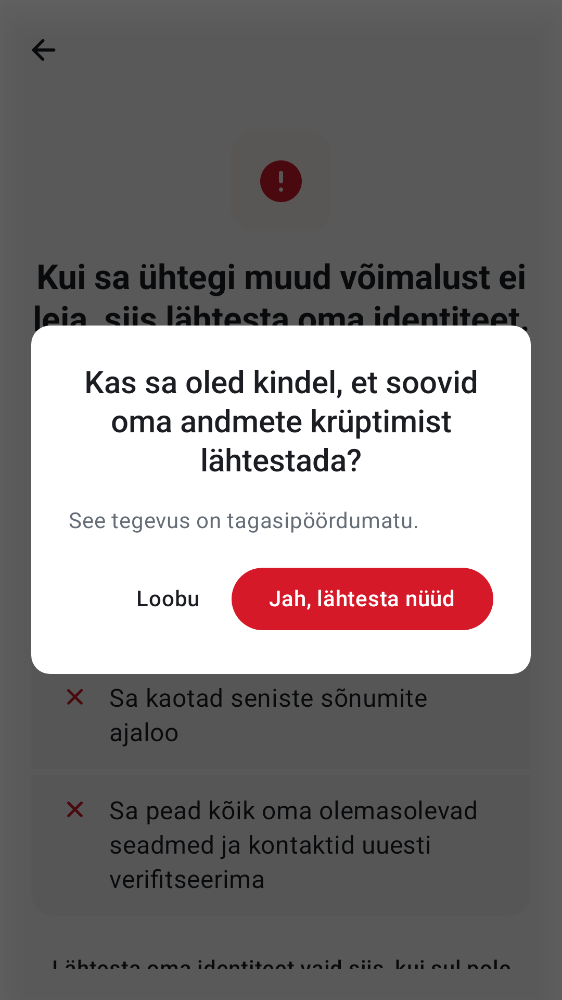 Kui sa ühtegi muud võimalust ei
leia, siis lähtesta oma identiteet.
Kas sa oled kindel, et soovid
oma andmete krüptimist
lähtestada?
See tegevus on tagasipöördumatu.
Loobu
Jah, lähtesta nüüd
Sa kaotad seniste sõnumite
ajaloo
Sa pead kõik oma olemasolevad
seadmed ja kontaktid uuesti
verifitseerima
Lähtesta oma identiteet vaid siis, kui sul pole